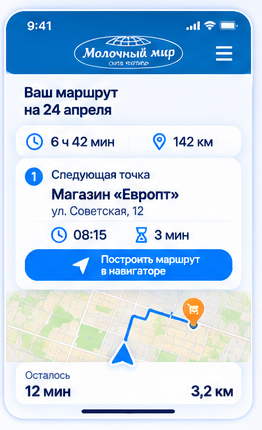 9:41
Молочный мир
Ваш маршрут
на 24 апреля
6 ч 42 мин
142 км
1
Следующая точка
Магазин «Европт»
ул. Советская, 12
08:15
3 мин
Построить маршрут
в навигаторе
Осталось
12 мин
3,2 км